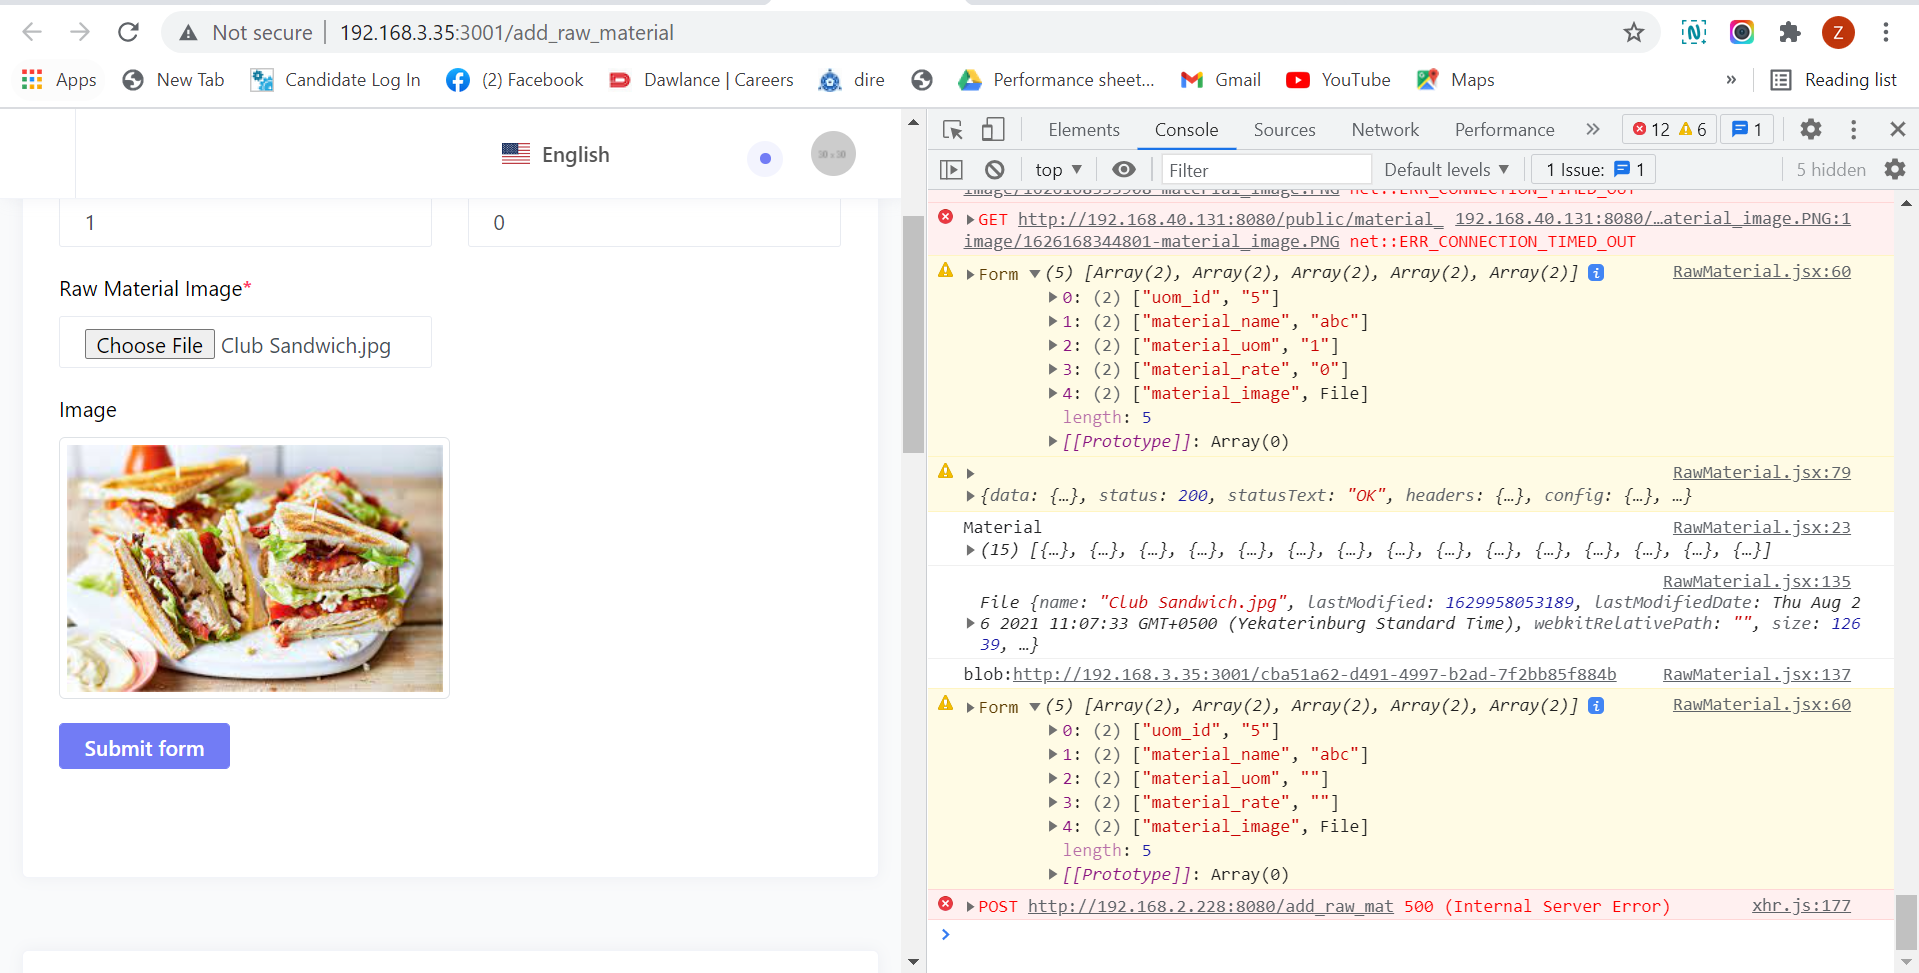 Not secure 192.168.3.35:3001/add_raw_material
Z
Apps New Tab Candidate Log In (2) Facebook Dawlance | Careers dire Performance sheet... Gmail YouTube Maps » Reading list
English
1 0
Raw Material Image*
Choose File Club Sandwich.jpg
Image
Submit form
Elements Console Sources Network Performance » 12 6 1
top Filter Default levels 1 Issue: 1 5 hidden
image/1626168333968-material_image.PNG net::ERR_CONNECTION_TIMED_OUT
GET http://192.168.40.131:8080/public/material_ 192.168.40.131:8080/…aterial_image.PNG:1
image/1626168344801-material_image.PNG net::ERR_CONNECTION_TIMED_OUT
Form (5) [Array(2), Array(2), Array(2), Array(2), Array(2)] i RawMaterial.jsx:60
0: (2) ["uom_id", "5"]
1: (2) ["material_name", "abc"]
2: (2) ["material_uom", "1"]
3: (2) ["material_rate", "0"]
4: (2) ["material_image", File]
length: 5
[[Prototype]]: Array(0)
RawMaterial.jsx:79
{data: {…}, status: 200, statusText: "OK", headers: {…}, config: {…}, …}
Material RawMaterial.jsx:23
(15) [{…}, {…}, {…}, {…}, {…}, {…}, {…}, {…}, {…}, {…}, {…}, {…}, {…}, {…}, {…}]
RawMaterial.jsx:135
File {name: "Club Sandwich.jpg", lastModified: 1629958053189, lastModifiedDate: Thu Aug 2
6 2021 11:07:33 GMT+0500 (Yekaterinburg Standard Time), webkitRelativePath: "", size: 126
39, …}
blob:http://192.168.3.35:3001/cba51a62-d491-4997-b2ad-7f2bb85f884b RawMaterial.jsx:137
Form (5) [Array(2), Array(2), Array(2), Array(2), Array(2)] i RawMaterial.jsx:60
0: (2) ["uom_id", "5"]
1: (2) ["material_name", "abc"]
2: (2) ["material_uom", ""]
3: (2) ["material_rate", ""]
4: (2) ["material_image", File]
length: 5
[[Prototype]]: Array(0)
POST http://192.168.2.228:8080/add_raw_mat 500 (Internal Server Error) xhr.js:177